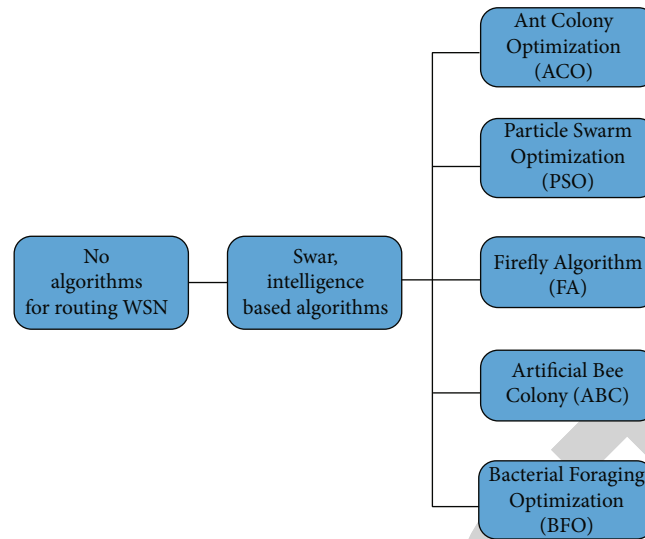 No
algorithms
for routing WSN
Swar,
intelligence
based algorithms
Ant Colony
Optimization
(ACO)
Particle Swarm
Optimization
(PSO)
Firefly Algorithm
(FA)
Artificial Bee
Colony (ABC)
Bacterial Foraging
Optimization
(BFO)